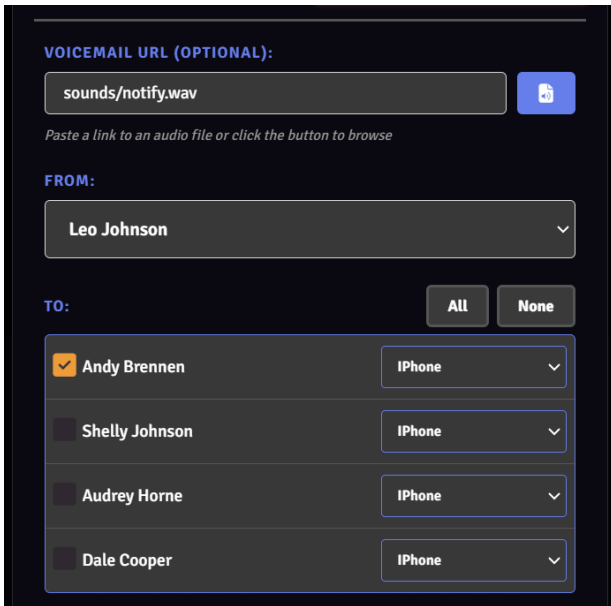 VOICEMAIL URL (OPTIONAL):
sounds/notify.wav
Paste a link to an audio file or click the button to browse
FROM:
Leo Johnson
TO:
All None
Andy Brennen IPhone
Shelly Johnson IPhone
Audrey Horne IPhone
Dale Cooper IPhone